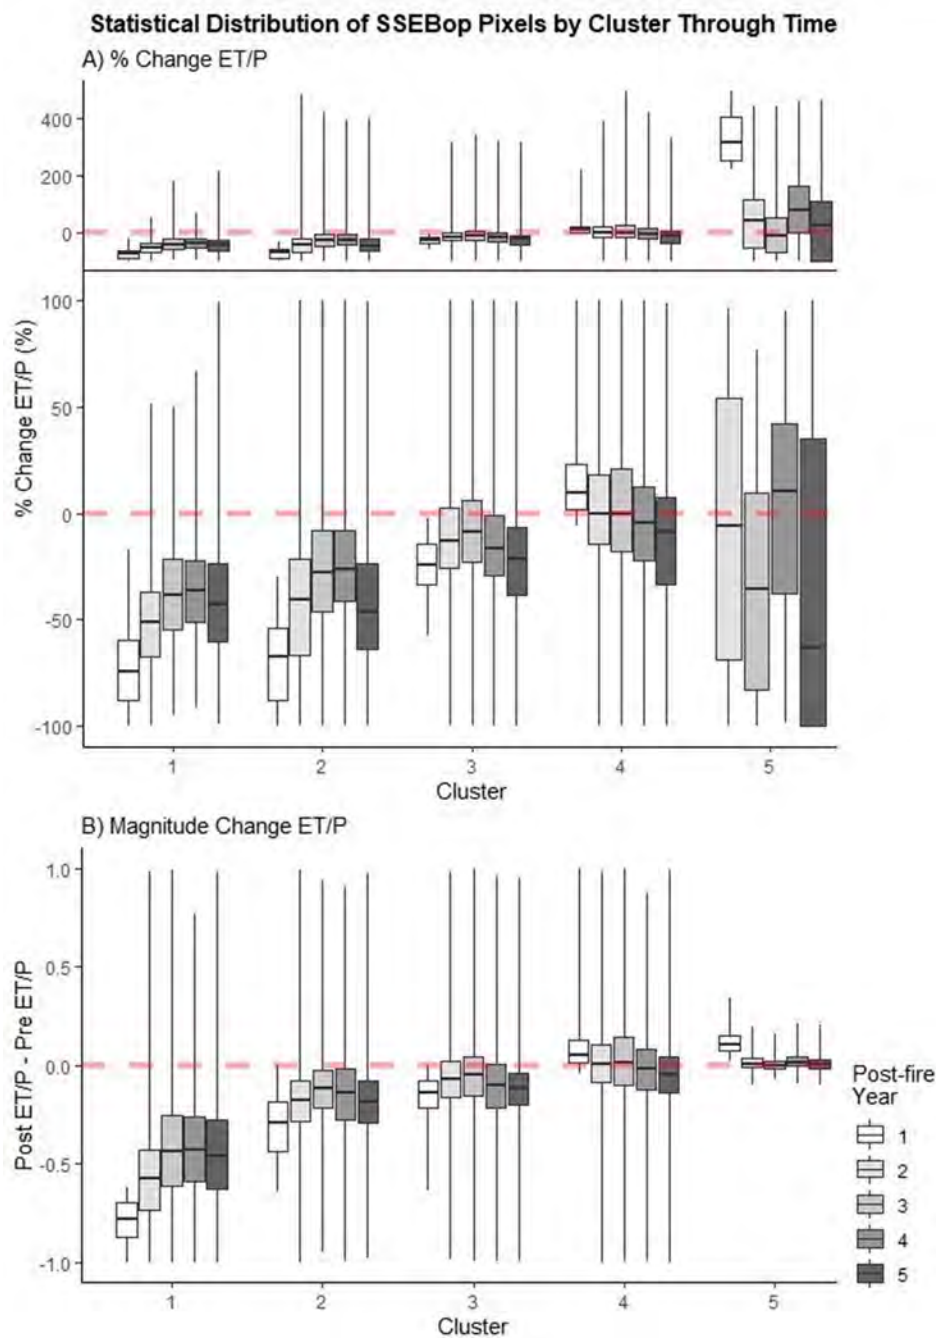 Statistical Distribution of SSEBop Pixels by Cluster Through Time
A) % Change ET/P
400
200
0
% Change ET/P (%)
100
50
0
-50
-100
1 2 3 4 5
Cluster
B) Magnitude Change ET/P
Post ET/P - Pre ET/P
1.0
0.5
0.0
-0.5
-1.0
1 2 3 4 5
Cluster
Post-fire
Year
1
2
3
4
5